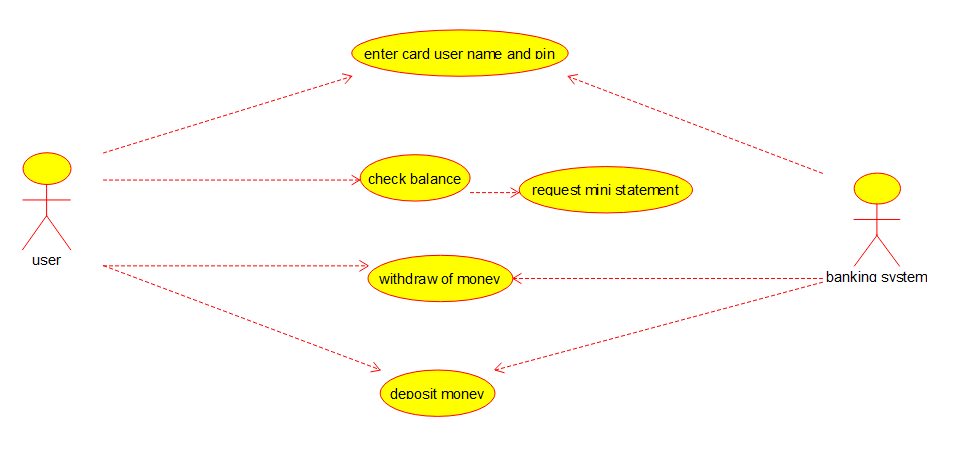 enter card user name and pin
check balance
request mini statement
user
withdraw of money
banking system
deposit money